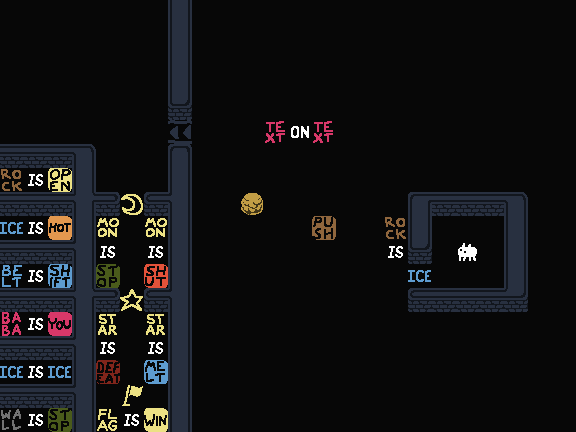 TEXT ON TEXT
ROCK IS OPEN
MOON MOON
PUSH
ROCK
ICE IS HOT
IS IS
IS
BELT IS SHIFT
STOP SHUT
ICE
BABA IS YOU
STAR STAR
IS IS
ICE IS ICE
DEFEAT MELT
WALL IS STOP
FLAG IS WIN